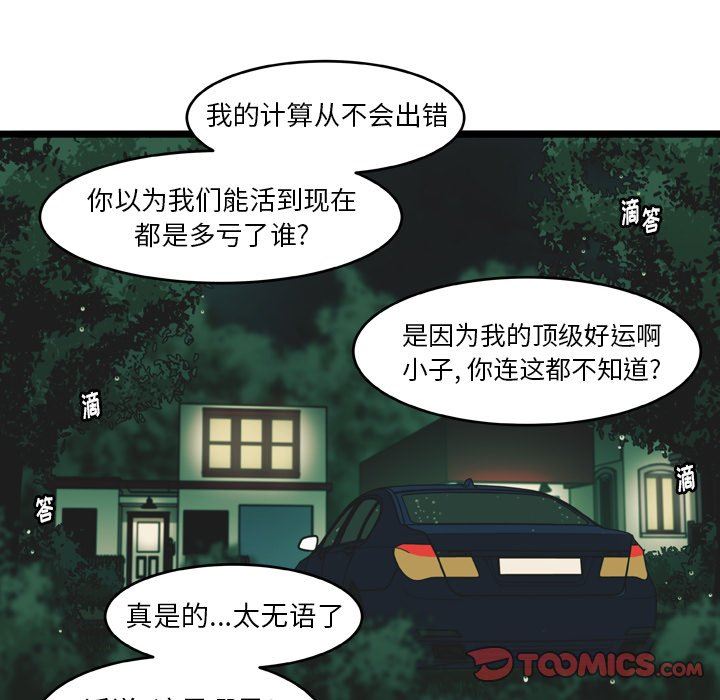 我的计算从不会出错
你以为我们能活到现在
都是多亏了谁?
滴答
是因为我的顶级好运啊
小子, 你连这都不知道?
滴
答
滴
真是的...太无语了
TOOMICS.COM